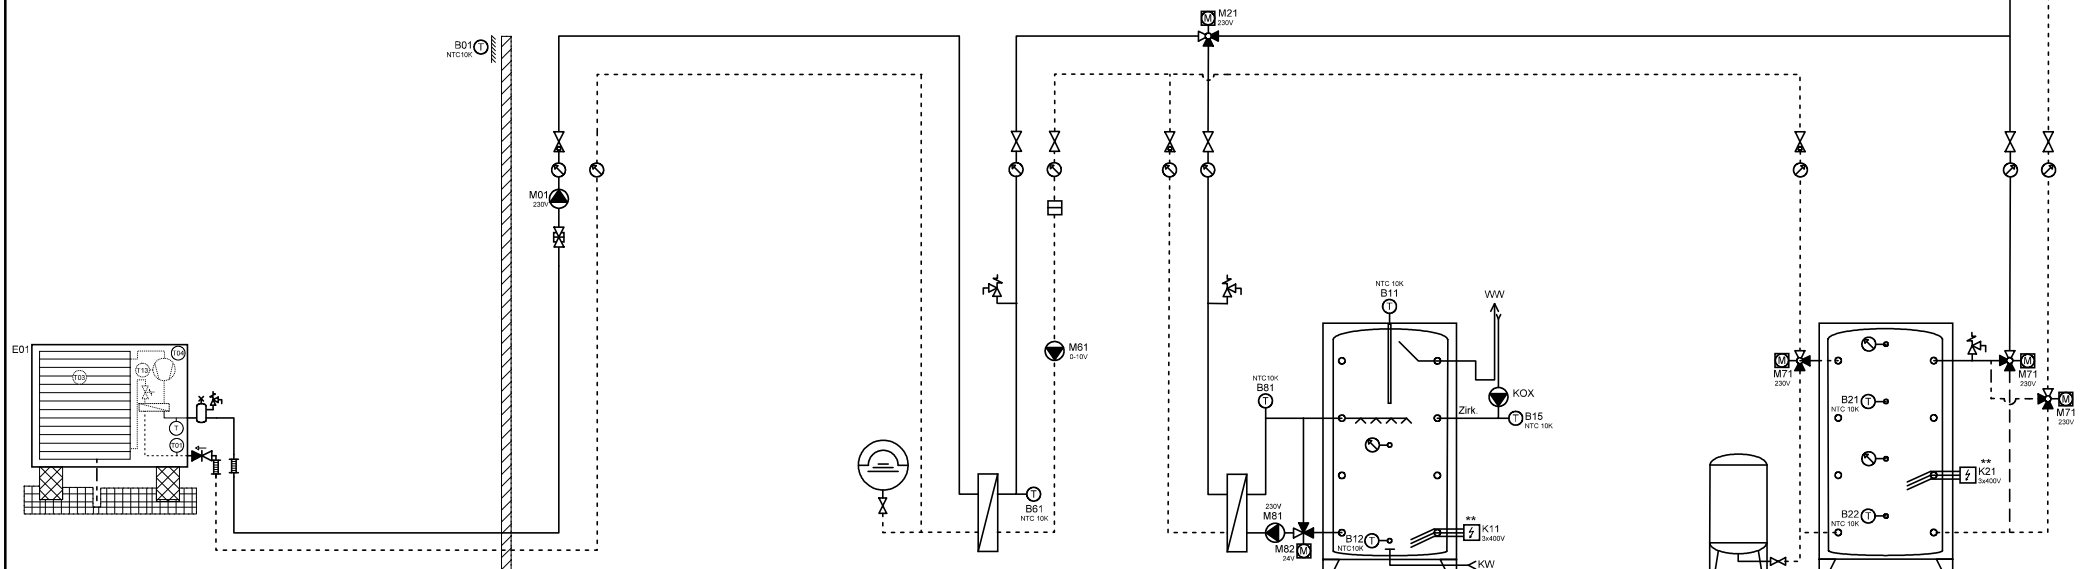 M21
230V
B01
T
NTC10K
M
M01
230V
NTC 10K
B11
T
WW
E01
T04
T03
T13
T
T01
M61
0-10V
NTC10K
B81
T
KOX
Zirk.
T
B15
NTC 10K
M
M71
230V
M
M71
230V
M
M71
230V
B21
T
NTC 10K
**
K21
3x400V
T
B61
NTC 10K
230V
M81
M82
24V
M
B12
T
NTC10K
**
K11
3x400V
KW
B22
T
NTC 10K